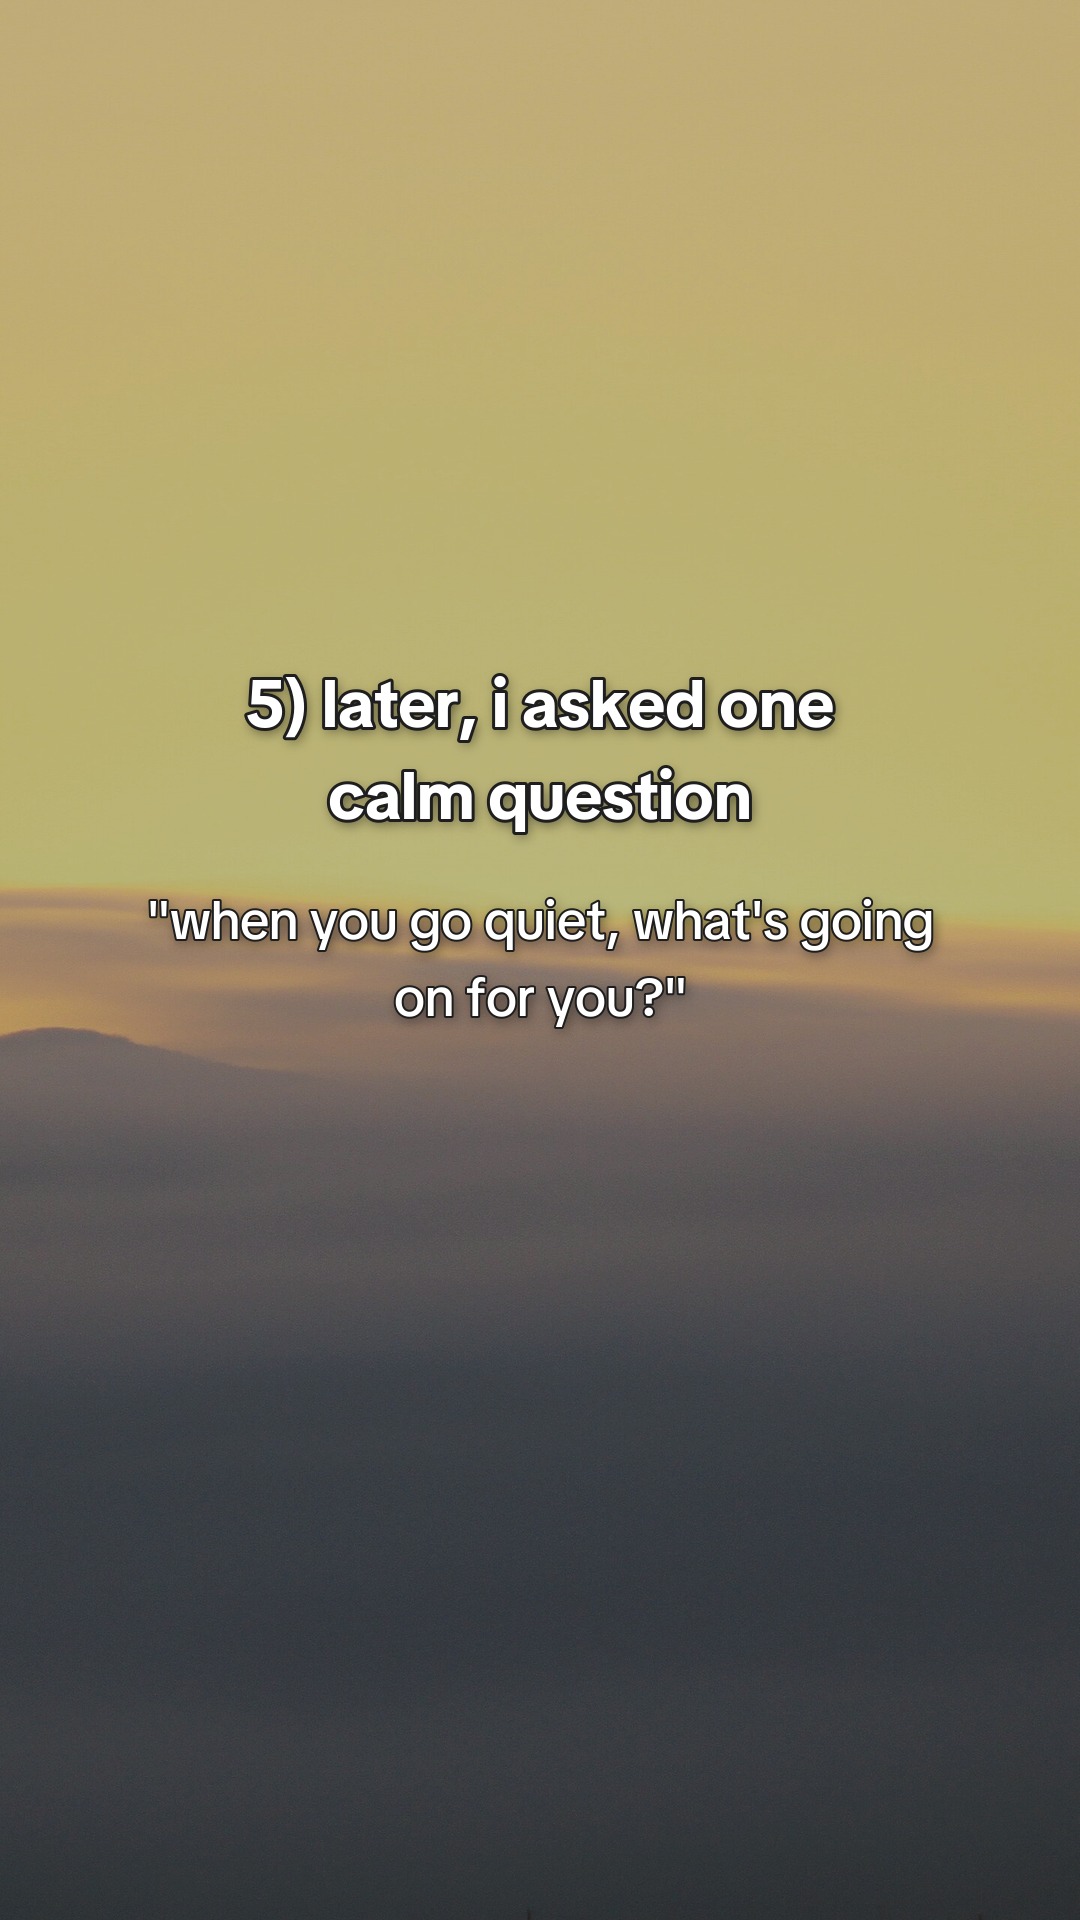 5) later, i asked one
calm question
"when you go quiet, what's going
on for you?"